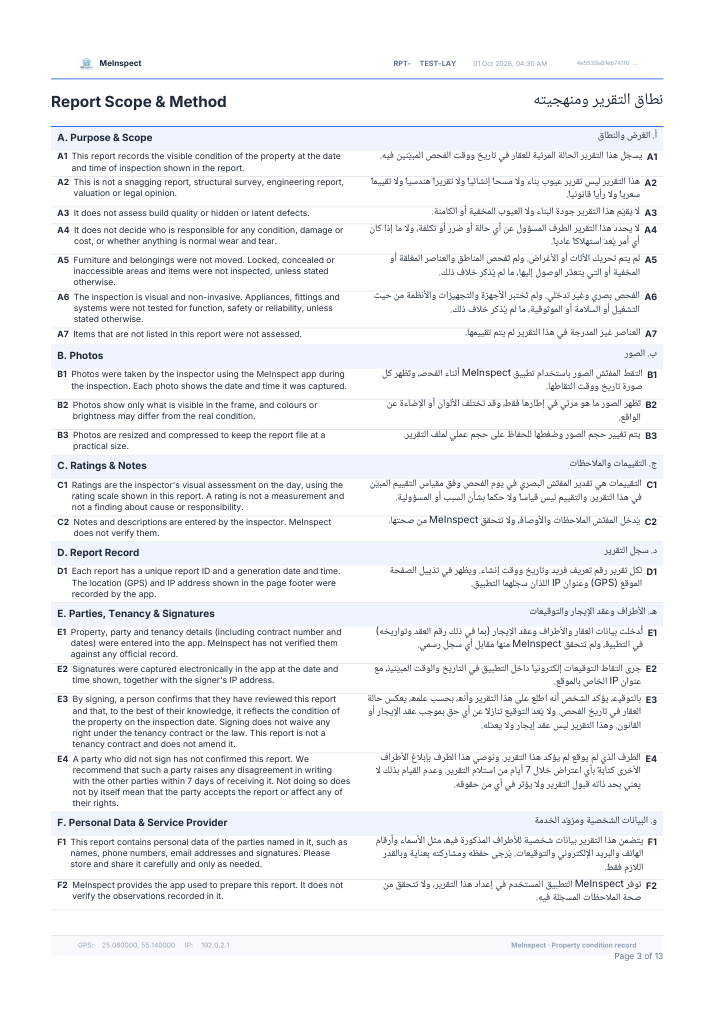 MeInspect
RPT- TEST-LAY 01 Oct 2026, 04:30 AM
Report Scope & Method
نطاق التقرير ومنهجيته
A. Purpose & Scope
أ. الغرض والنطاق
A1 This report records the visible condition of the property at the date
and time of inspection shown in the report.
A1 يسجّل هذا التقرير الحالة المرئية للعقار في تاريخ ووقت الفحص المبيّنين فيه.
A2 This is not a snagging report, structural survey, engineering report,
valuation or legal opinion.
A2 هذا التقرير ليس تقرير عيوب بناء ولا مسحاً إنشائياً ولا تقريراً هندسياً ولا تقييماً
سعرياً ولا رأياً قانونياً.
A3 It does not assess build quality or hidden or latent defects.
A3 لا يقيّم هذا التقرير جودة البناء ولا العيوب المخفية أو الكامنة.
A4 It does not decide who is responsible for any condition, damage or
cost, or whether anything is normal wear and tear.
A4 لا يحدد هذا التقرير الطرف المسؤول عن أي حالة أو ضرر أو تكلفة، ولا ما إذا كان
أي أمر يُعدّ استهلاكاً عادياً.
A5 Furniture and belongings were not moved. Locked, concealed or
inaccessible areas and items were not inspected, unless stated
otherwise.
A5 لم يتم تحريك الأثاث أو الأغراض. ولم تُفحص المناطق والعناصر المغلقة أو
المخفية أو التي يتعذّر الوصول إليها، ما لم يُذكر خلاف ذلك.
A6 The inspection is visual and non-invasive. Appliances, fittings and
systems were not tested for function, safety or reliability, unless
stated otherwise.
A6 الفحص بصري وغير تدخّلي. ولم تُختبر الأجهزة والتجهيزات والأنظمة من حيث
التشغيل أو السلامة أو الموثوقية، ما لم يُذكر خلاف ذلك.
A7 Items that are not listed in this report were not assessed.
A7 العناصر غير المدرجة في هذا التقرير لم يتم تقييمها.
B. Photos
ب. الصور
B1 Photos were taken by the inspector using the MeInspect app during
the inspection. Each photo shows the date and time it was captured.
B1 التقط المفتّش الصور باستخدام تطبيق MeInspect أثناء الفحص، وتظهر كل
صورة تاريخ ووقت التقاطها.
B2 Photos show only what is visible in the frame, and colours or
brightness may differ from the real condition.
B2 تظهر الصور ما هو مرئي في إطارها فقط، وقد تختلف الألوان أو الإضاءة عن
الواقع.
B3 Photos are resized and compressed to keep the report file at a
practical size.
B3 يتم تغيير حجم الصور وضغطها للحفاظ على حجم عملي لملف التقرير.
C. Ratings & Notes
ج. التقييمات والملاحظات
C1 Ratings are the inspector's visual assessment on the day, using the
rating scale shown in this report. A rating is not a measurement and
not a finding about cause or responsibility.
C1 التقييمات هي تقدير المفتش البصري في يوم الفحص وفق مقياس التقييم المبيّن
في هذا التقرير. والتقييم ليس قياساً ولا حكماً بشأن السبب أو المسؤولية.
C2 Notes and descriptions are entered by the inspector. MeInspect
does not verify them.
C2 يُدخل المفتّش الملاحظات والأوصاف، ولا تتحقق MeInspect من صحتها.
D. Report Record
د. سجل التقرير
D1 Each report has a unique report ID and a generation date and time.
The location (GPS) and IP address shown in the page footer were
recorded by the app.
D1 لكل تقرير رقم تعريف فريد وتاريخ ووقت إنشاء. ويظهر في تذييل الصفحة
الموقع (GPS) وعنوان IP اللذان سجّلهما التطبيق.
E. Parties, Tenancy & Signatures
هـ. الأطراف وعقد الإيجار والتوقيعات
E1 Property, party and tenancy details (including contract number and
dates) were entered into the app. MeInspect has not verified them
against any official record.
E1 أُدخلت بيانات العقار والأطراف وعقد الإيجار (بما في ذلك رقم العقد وتواريخه)
في التطبيق، ولم تتحقق MeInspect منها مقابل أي سجل رسمي.
E2 Signatures were captured electronically in the app at the date and
time shown, together with the signer's IP address.
E2 جرى التقاط التوقيعات إلكترونياً داخل التطبيق في التاريخ والوقت المبيّنين، مع
عنوان IP الخاص بالموقع.
E3 By signing, a person confirms that they have reviewed this report
and that, to the best of their knowledge, it reflects the condition of
the property on the inspection date. Signing does not waive any
right under the tenancy contract or the law. This report is not a
tenancy contract and does not amend it.
E3 بالتوقيع، يؤكد الشخص أنه اطلع على هذا التقرير وأنه، بحسب علمه، يعكس حالة
العقار في تاريخ الفحص. ولا يُعدّ التوقيع تنازلاً عن أي حق بموجب عقد الإيجار أو
القانون. وهذا التقرير ليس عقد إيجار ولا يعدّله.
E4 A party who did not sign has not confirmed this report. We
recommend that such a party raises any disagreement in writing
with the other parties within 7 days of receiving it. Not doing so does
not by itself mean that the party accepts the report or affect any of
their rights.
E4 الطرف الذي لم يوقع لم يؤكد هذا التقرير. ونوصي هذا الطرف بإبلاغ الأطراف
الأخرى كتابةً بأي اعتراض خلال 7 أيام من استلام التقرير. وعدم القيام بذلك لا
يعني بحد ذاته قبول التقرير ولا يؤثر في أي من حقوقه.
F. Personal Data & Service Provider
و. البيانات الشخصية ومزوّد الخدمة
F1 This report contains personal data of the parties named in it, such as
names, phone numbers, email addresses and signatures. Please
store and share it carefully and only as needed.
F1 يتضمن هذا التقرير بيانات شخصية للأطراف المذكورة فيه، مثل الأسماء وأرقام
الهاتف والبريد الإلكتروني والتوقيعات. يُرجى حفظه ومشاركته بعناية وبالقدر
اللازم فقط.
F2 MeInspect provides the app used to prepare this report. It does not
verify the observations recorded in it.
F2 توفر MeInspect التطبيق المستخدم في إعداد هذا التقرير، ولا تتحقق من
صحة الملاحظات المسجّلة فيه.
GPS: 25.080000, 55.140000 IP: 192.0.2.1
MeInspect · Property condition record
Page 3 of 13